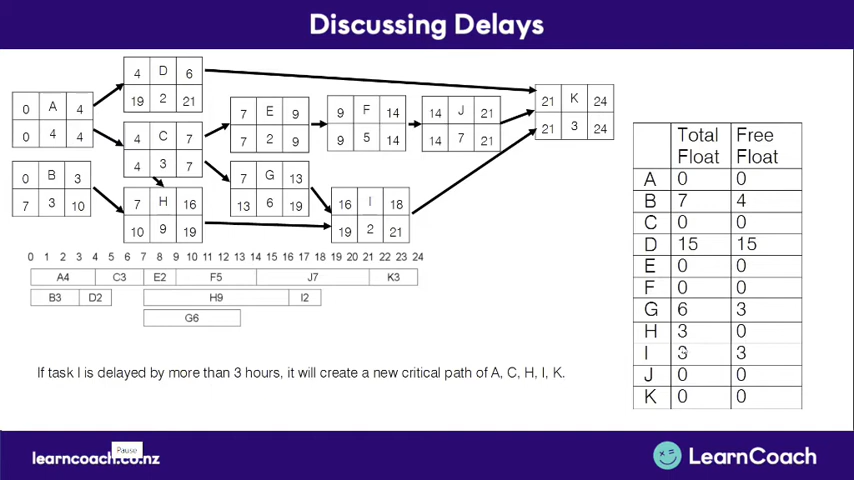 Discussing Delays
4 D 6
19 2 21
0 A 4
0 4 4
4 C 7
4 3 7
0 B 3
7 3 10
7 H 16
10 9 19
7 E 9
7 2 9
9 F 14
9 5 14
14 J 21
14 7 21
7 G 13
13 6 19
16 I 18
19 2 21
21 K 24
21 3 24
0 1 2 3 4 5 6 7 8 9 10 11 12 13 14 15 16 17 18 19 20 21 22 23 24
A4 C3 E2 F5 J7 K3
B3 D2 H9 I2
G6
If task I is delayed by more than 3 hours, it will create a new critical path of A, C, H, I, K.
Total Float Free Float
A 0 0
B 7 4
C 0 0
D 15 15
E 0 0
F 0 0
G 6 3
H 3 0
I 3 3
J 0 0
K 0 0
Pause
learncoach.co.nz
LearnCoach